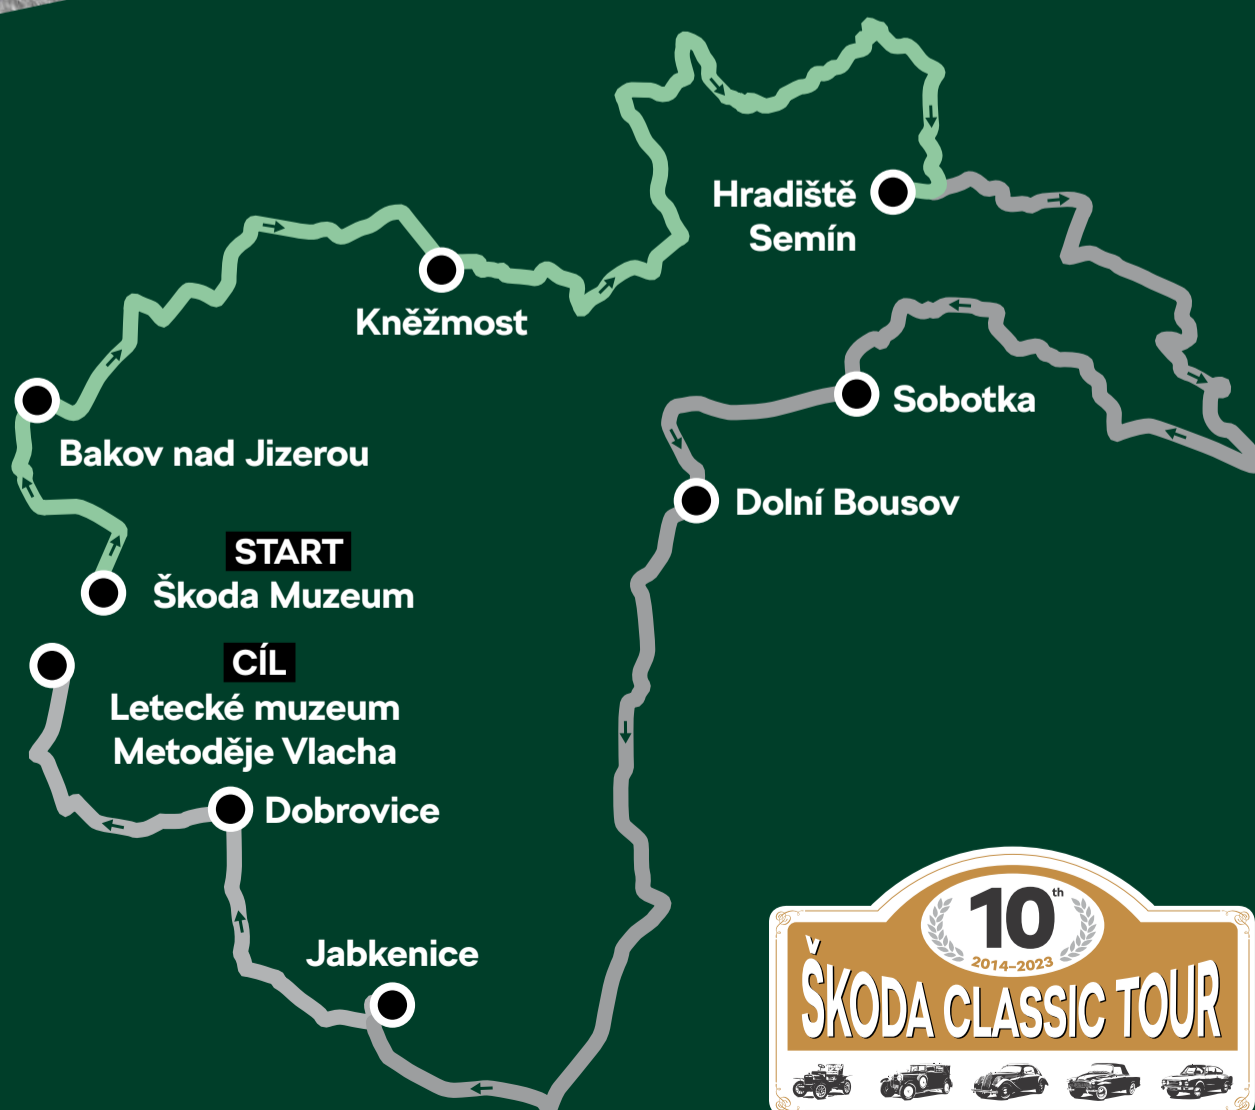 Hradiště
Semín
Kněžmost
Sobotka
Bakov nad Jizerou
Dolní Bousov
START
Škoda Muzeum
CÍL
Letecké muzeum
Metoděje Vlacha
Dobrovice
Jabkenice
10th
2014–2023
ŠKODA CLASSIC TOUR